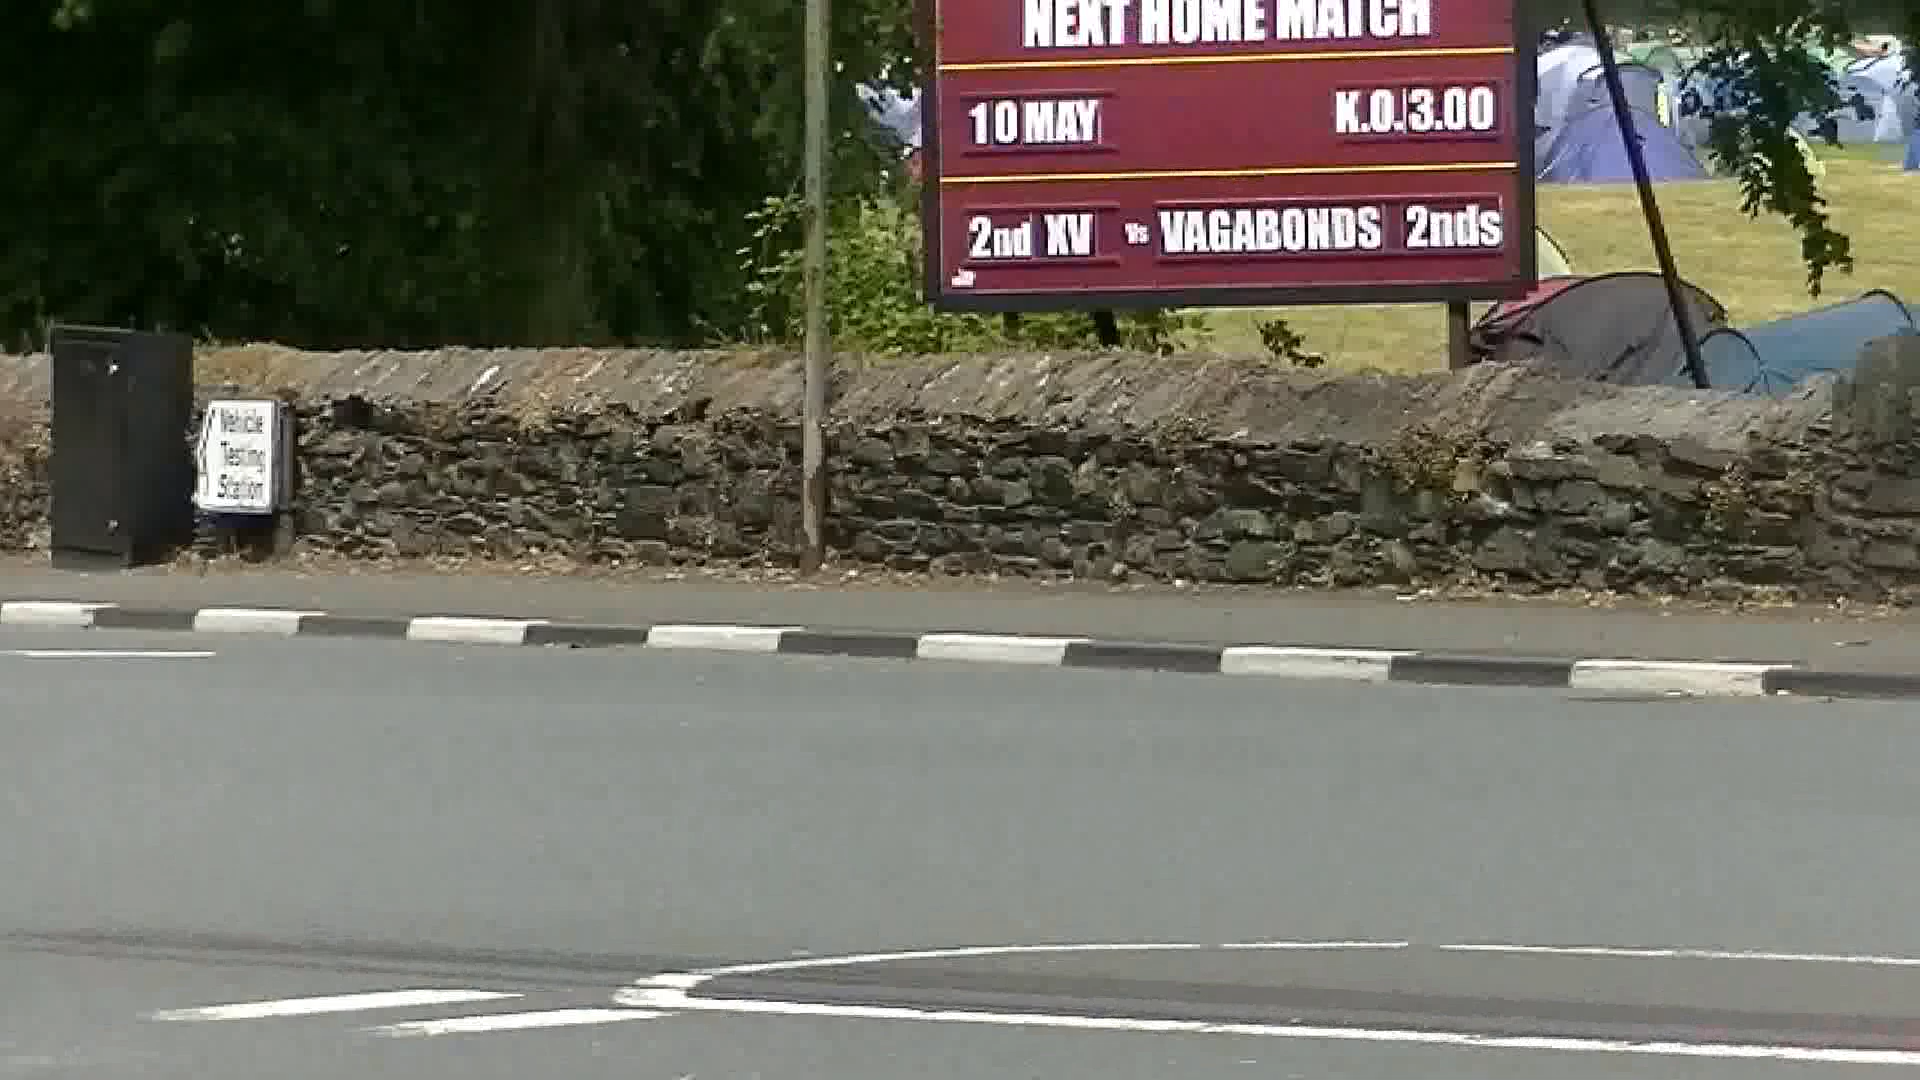 NEXT HOME MATCH
10 MAY K.O. 3.00
2nd XV Vs VAGABONDS 2nds
Vehicle
Testing
Station